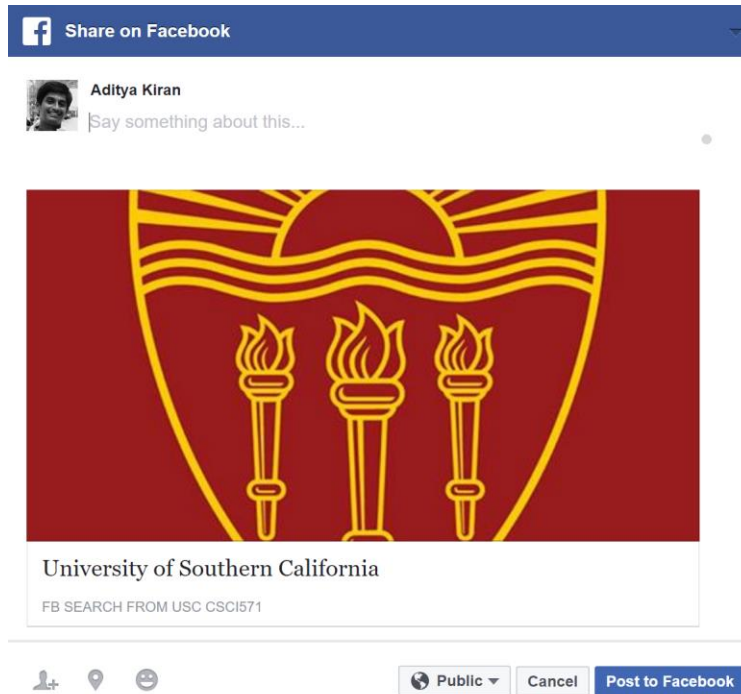 Share on Facebook
Aditya Kiran
Say something about this...
University of Southern California
FB SEARCH FROM USC CSCI571
Public
Cancel
Post to Facebook